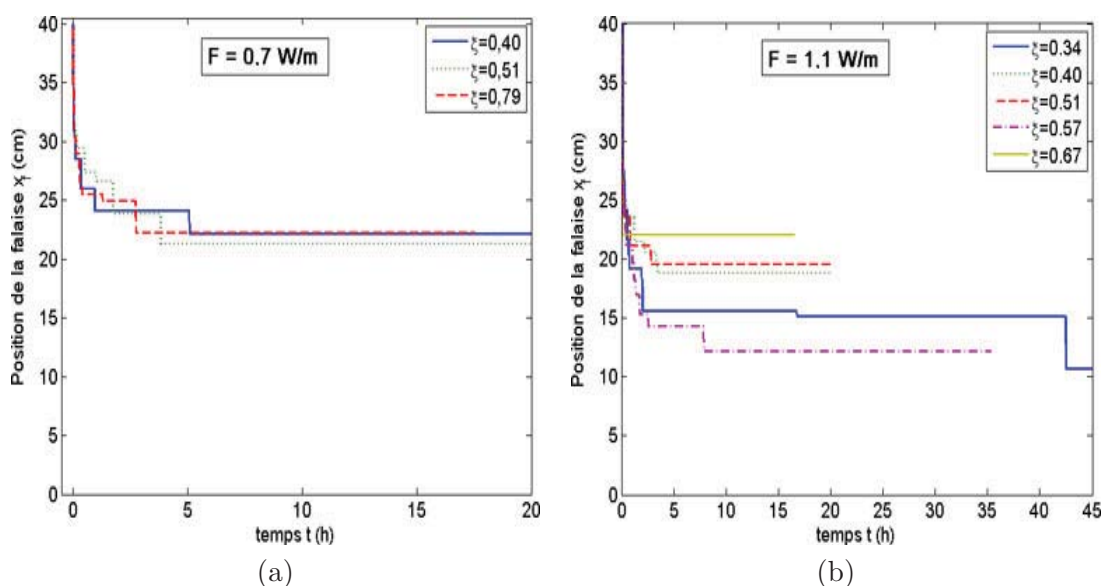 F = 0.7 W/m
ξ=0,40
ξ=0,51
ξ=0,79
Position de la falaise x_f (cm)
40
35
30
25
20
15
10
5
0
0
5
10
15
20
temps t (h)
(a)
F = 1.1 W/m
ξ=0.34
ξ=0.40
ξ=0.51
ξ=0.57
ξ=0.67
Position de la falaise x_f (cm)
40
35
30
25
20
15
10
5
0
0
5
10
15
20
25
30
35
40
45
temps t (h)
(b)